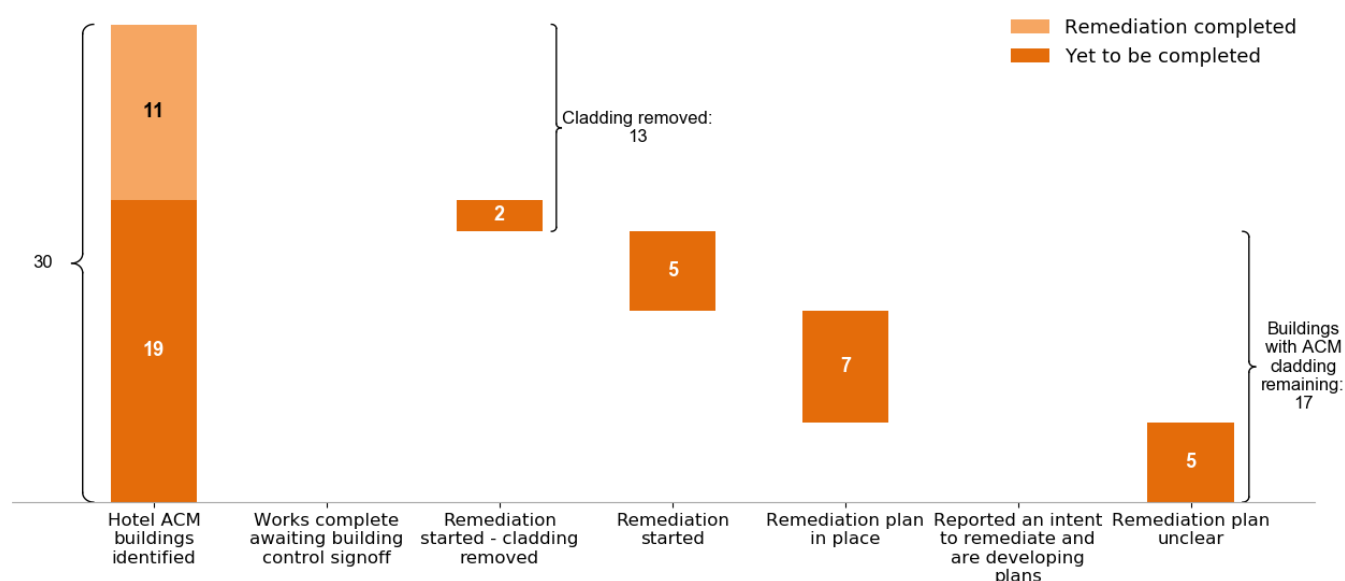 Remediation completed
Yet to be completed
11
Cladding removed:
13
2
30
5
19
7
Buildings
with ACM
cladding
remaining:
17
5
Hotel ACM
buildings
identified
Works complete
awaiting building
control signoff
Remediation
started - cladding
removed
Remediation
started
Remediation plan
in place
Reported an intent
to remediate and
are developing
plans
Remediation plan
unclear